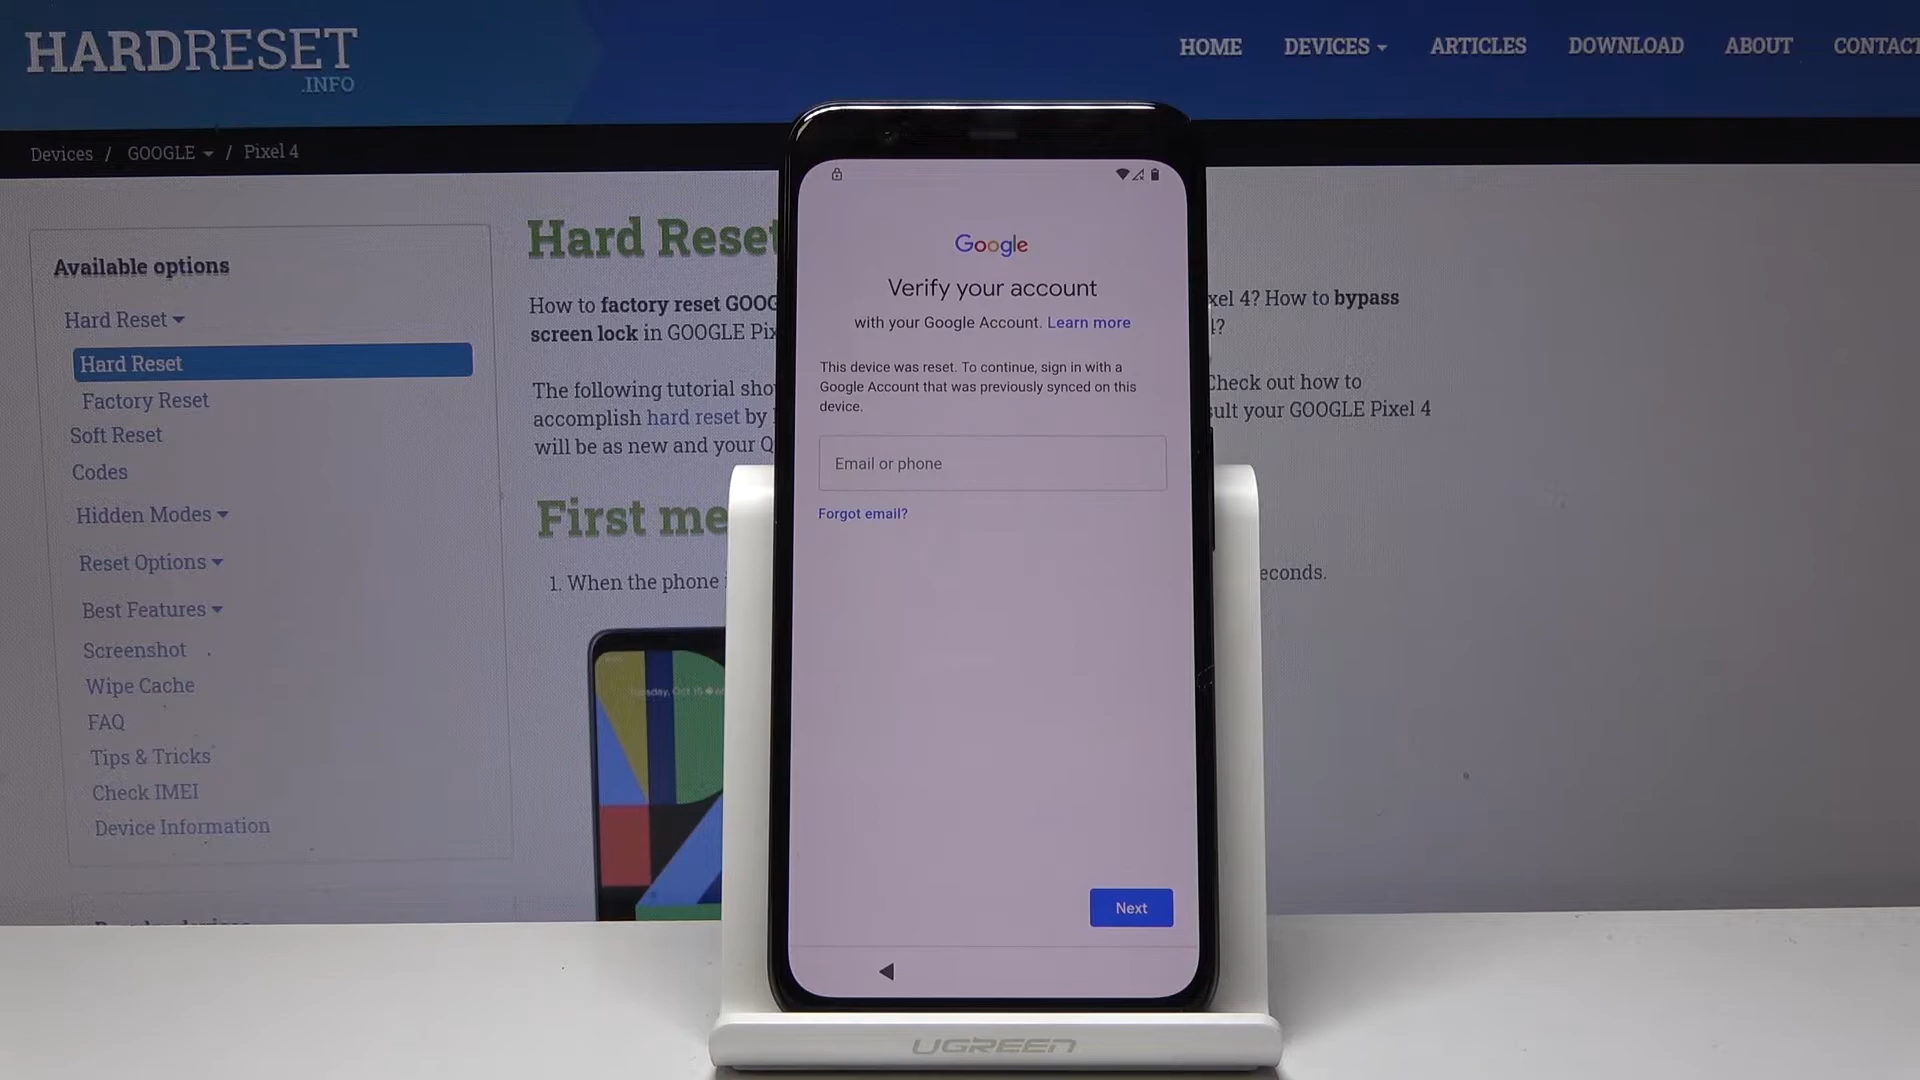 HARDRESET
.INFO
HOME DEVICES ARTICLES DOWNLOAD ABOUT CONTACT
Devices / GOOGLE / Pixel 4
Available options
Hard Reset
Hard Reset
Factory Reset
Soft Reset
Codes
Hidden Modes
Reset Options
Best Features
Screenshot
Wipe Cache
FAQ
Tips & Tricks
Check IMEI
Device Information
Hard Reset
How to factory reset GOOG xel 4? How to bypass
screen lock in GOOGLE Pix 4?
The following tutorial sho Check out how to
accomplish hard reset by sult your GOOGLE Pixel 4
will be as new and your Q
First me
1. When the phone econds.
Google
Verify your account
with your Google Account. Learn more
This device was reset. To continue, sign in with a
Google Account that was previously synced on this
device.
Email or phone
Forgot email?
Next
UGREEN